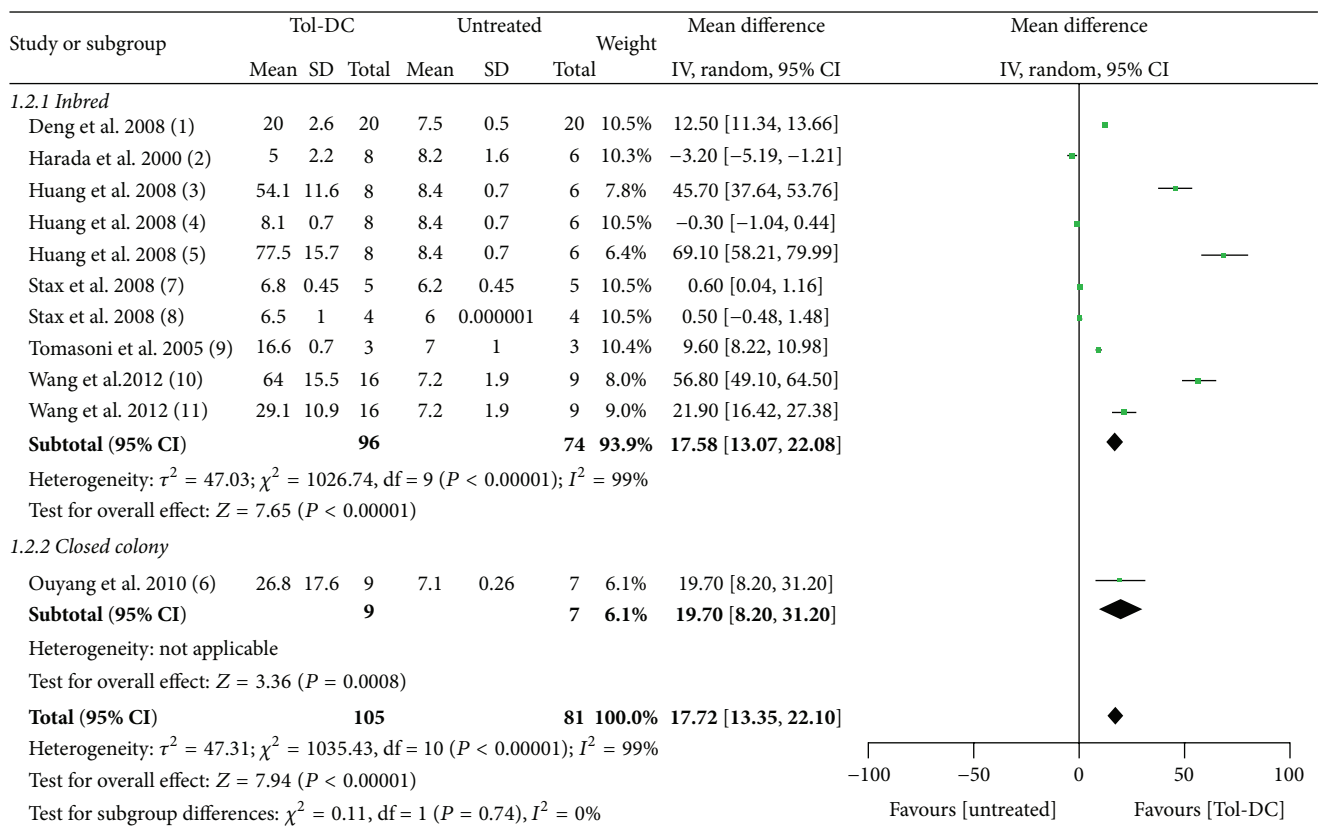 Study or subgroup Tol-DC Untreated Weight Mean difference Mean difference
Mean SD Total Mean SD Total IV, random, 95% CI IV, random, 95% CI
1.2.1 Inbred
Deng et al. 2008 (1) 20 2.6 20 7.5 0.5 20 10.5% 12.50 [11.34, 13.66]
Harada et al. 2000 (2) 5 2.2 8 8.2 1.6 6 10.3% −3.20 [−5.19, −1.21]
Huang et al. 2008 (3) 54.1 11.6 8 8.4 0.7 6 7.8% 45.70 [37.64, 53.76]
Huang et al. 2008 (4) 8.1 0.7 8 8.4 0.7 6 10.5% −0.30 [−1.04, 0.44]
Huang et al. 2008 (5) 77.5 15.7 8 8.4 0.7 6 6.4% 69.10 [58.21, 79.99]
Stax et al. 2008 (7) 6.8 0.45 5 6.2 0.45 5 10.5% 0.60 [0.04, 1.16]
Stax et al. 2008 (8) 6.5 1 4 6 0.000001 4 10.5% 0.50 [−0.48, 1.48]
Tomasoni et al. 2005 (9) 16.6 0.7 3 7 1 3 10.4% 9.60 [8.22, 10.98]
Wang et al.2012 (10) 64 15.5 16 7.2 1.9 9 8.0% 56.80 [49.10, 64.50]
Wang et al. 2012 (11) 29.1 10.9 16 7.2 1.9 9 9.0% 21.90 [16.42, 27.38]
Subtotal (95% CI) 96 74 93.9% 17.58 [13.07, 22.08]
Heterogeneity: τ² = 47.03; χ² = 1026.74, df = 9 (P < 0.00001); I² = 99%
Test for overall effect: Z = 7.65 (P < 0.00001)
1.2.2 Closed colony
Ouyang et al. 2010 (6) 26.8 17.6 9 7.1 0.26 7 6.1% 19.70 [8.20, 31.20]
Subtotal (95% CI) 9 7 6.1% 19.70 [8.20, 31.20]
Heterogeneity: not applicable
Test for overall effect: Z = 3.36 (P = 0.0008)
Total (95% CI) 105 81 100.0% 17.72 [13.35, 22.10]
Heterogeneity: τ² = 47.31; χ² = 1035.43, df = 10 (P < 0.00001); I² = 99%
Test for overall effect: Z = 7.94 (P < 0.00001)
Test for subgroup differences: χ² = 0.11, df = 1 (P = 0.74), I² = 0%
−100 −50 0 50 100
Favours [untreated] Favours [Tol-DC]